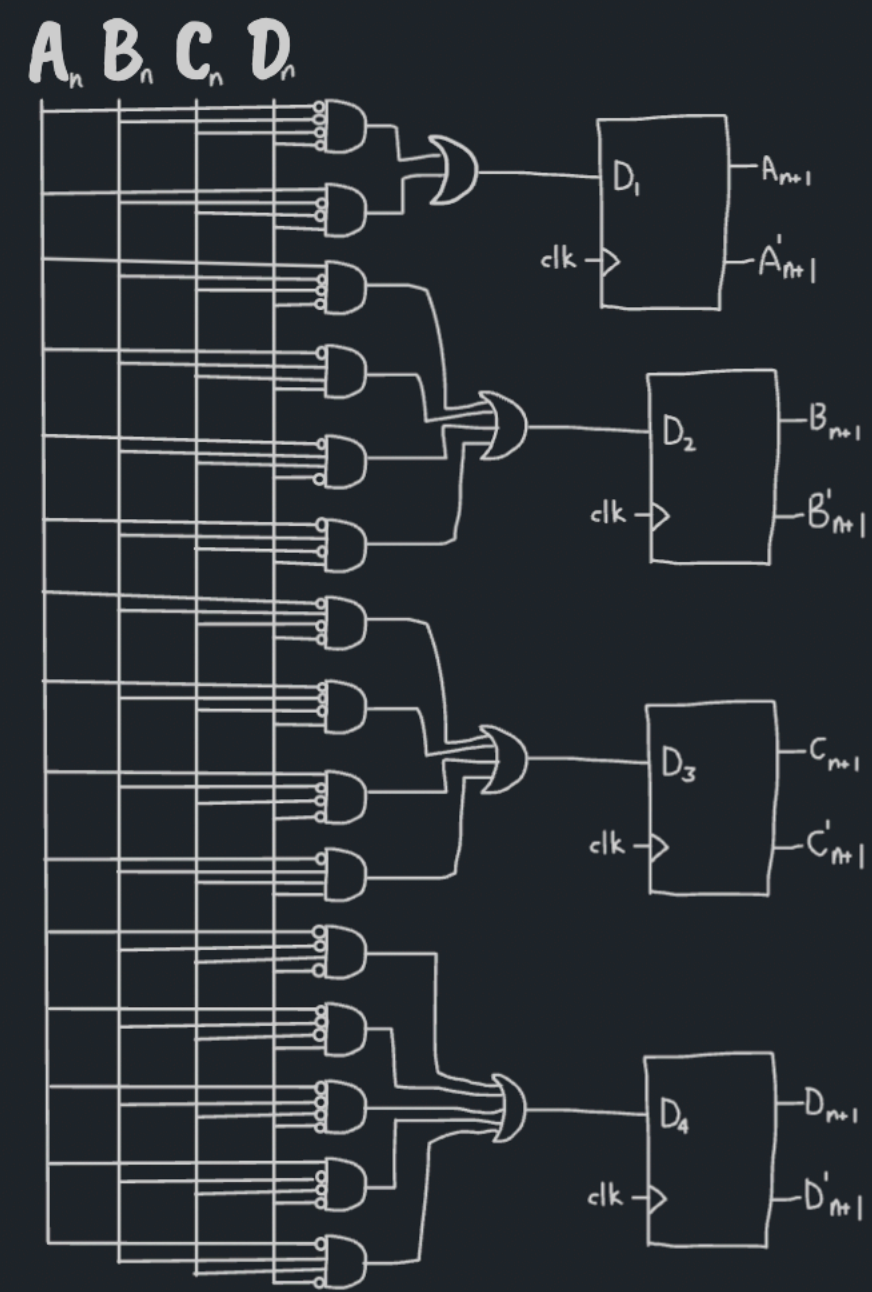 Aₙ Bₙ Cₙ Dₙ
D₁
Aₙ₊₁
clk
A'ₙ₊₁
D₂
Bₙ₊₁
clk
B'ₙ₊₁
D₃
Cₙ₊₁
clk
C'ₙ₊₁
D₄
Dₙ₊₁
clk
D'ₙ₊₁